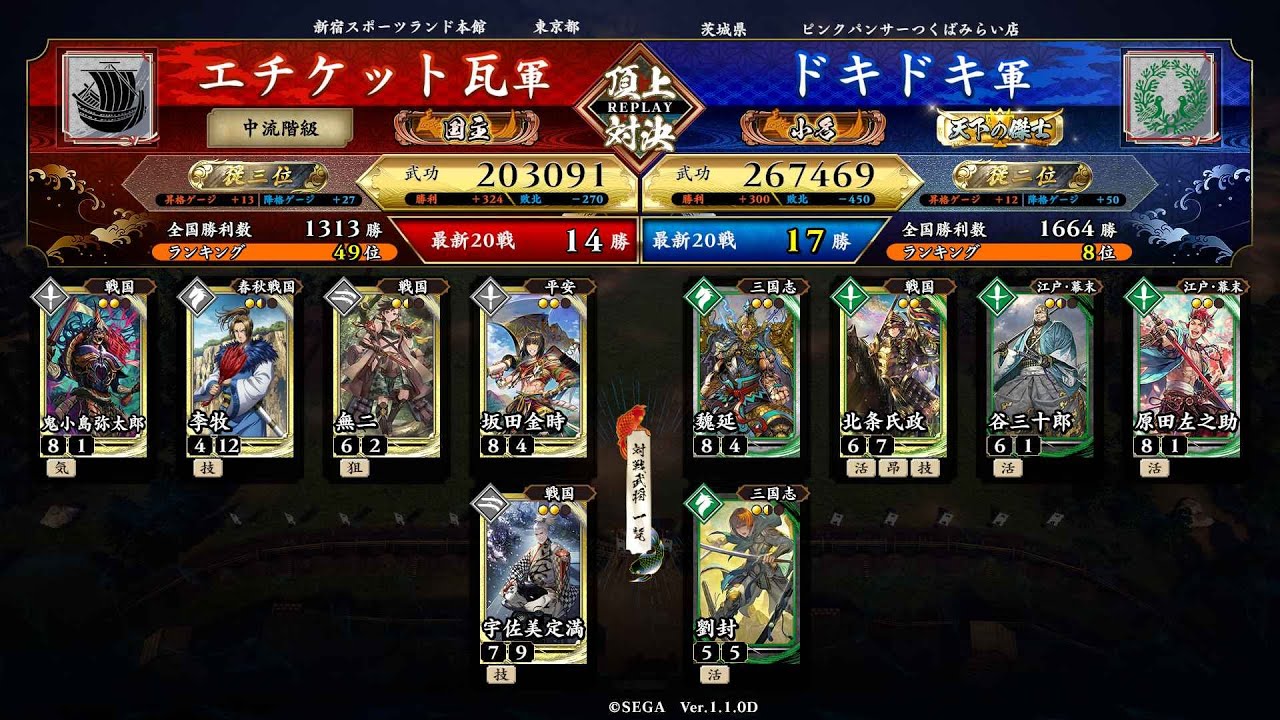 新宿スポーツランド本館 東京都
茨城県 ピンクパンサーつくばみらい店
エチケット瓦軍
頂上
REPLAY
対決
ドキドキ軍
中流階級
国主
小名
天下の傑士
従三位
武功 203091
武功 267469
従二位
昇格ゲージ +13 降格ゲージ +27
勝利 +324 敗北 -270
勝利 +300 敗北 -450
昇格ゲージ +12 降格ゲージ +50
全国勝利数 1313勝
最新20戦 14勝
最新20戦 17勝
全国勝利数 1664勝
ランキング 49位
ランキング 8位
戦国
春秋戦国
戦国
平安
三国志
戦国
江戸・幕末
江戸・幕末
鬼小島弥太郎
李牧
無二
坂田金時
魏延
北条氏政
谷三十郎
原田左之助
8 1
4 12
6 2
8 4
8 4
6 7
6 1
8 1
気
技
狙
活 昂 技
活
活
対戦武将一覧
戦国
三国志
宇佐美定満
劉封
7 9
5 5
技
活
©SEGA Ver.1.1.0D